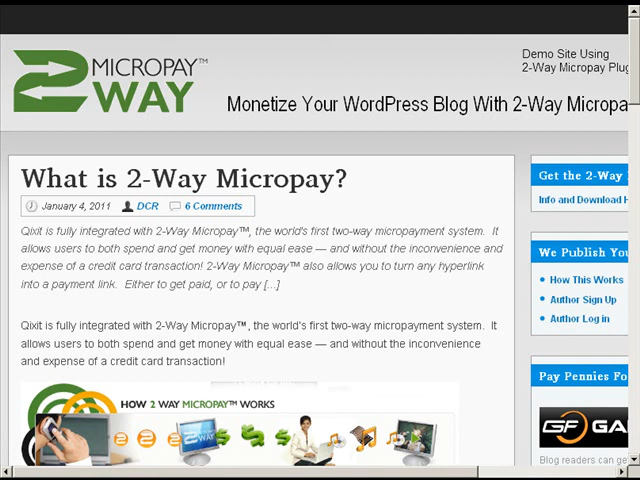 MICROPAY™
2WAY
Demo Site Using
2-Way Micropay Plug
Monetize Your WordPress Blog With 2-Way Micropa
What is 2-Way Micropay?
January 4, 2011 DCR 6 Comments
Qixit is fully integrated with 2-Way Micropay™, the world's first two-way micropayment system. It
allows users to both spend and get money with equal ease — and without the inconvenience and
expense of a credit card transaction! 2-Way Micropay™ also allows you to turn any hyperlink
into a payment link. Either to get paid, or to pay [...]
Qixit is fully integrated with 2-Way Micropay™, the world's first two-way micropayment system. It
allows users to both spend and get money with equal ease — and without the inconvenience
and expense of a credit card transaction!
HOW 2 WAY MICROPAY™ WORKS
2 2 2 2WAY $ $ $
Get the 2-Way
Info and Download H
We Publish You
How This Works
Author Sign Up
Author Log in
Pay Pennies Fo
GF GA
Blog readers can ge